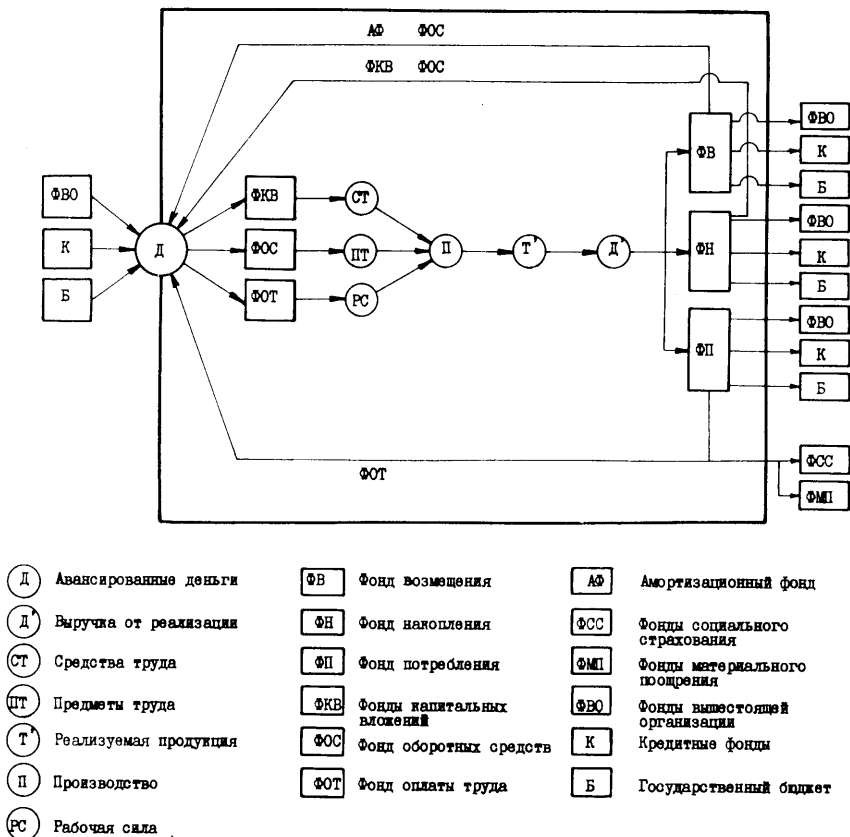 АФ ФОС
ФКВ ФОС
ФВО
К
Б
Д
ФКВ
ФОС
ФОТ
СТ
ПТ
РС
П
Т'
Д'
ФВ
ФН
ФП
ФВО
К
Б
ФВО
К
Б
ФВО
К
Б
ФОТ
ФСС
ФМП
Д Авансированные деньги
Д' Выручка от реализации
СТ Средства труда
ПТ Предметы труда
Т' Реализуемая продукция
П Производство
РС Рабочая сила
ФВ Фонд возмещения
ФН Фонд накопления
ФП Фонд потребления
ФКВ Фонды капитальных
вложений
ФОС Фонд оборотных средств
ФОТ Фонд оплаты труда
АФ Амортизационный фонд
ФСС Фонды социального
страхования
ФМП Фонды материального
поощрения
ФВО Фонды вышестоящей
организации
К Кредитные фонды
Б Государственный бюджет